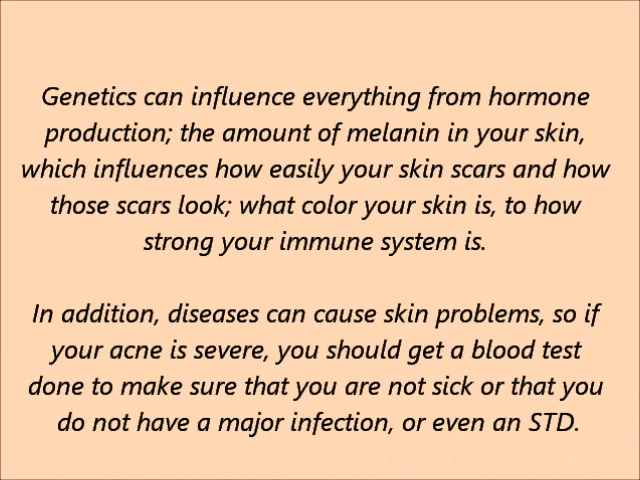 Genetics can influence everything from hormone
production; the amount of melanin in your skin,
which influences how easily your skin scars and how
those scars look; what color your skin is, to how
strong your immune system is.
In addition, diseases can cause skin problems, so if
your acne is severe, you should get a blood test
done to make sure that you are not sick or that you
do not have a major infection, or even an STD.